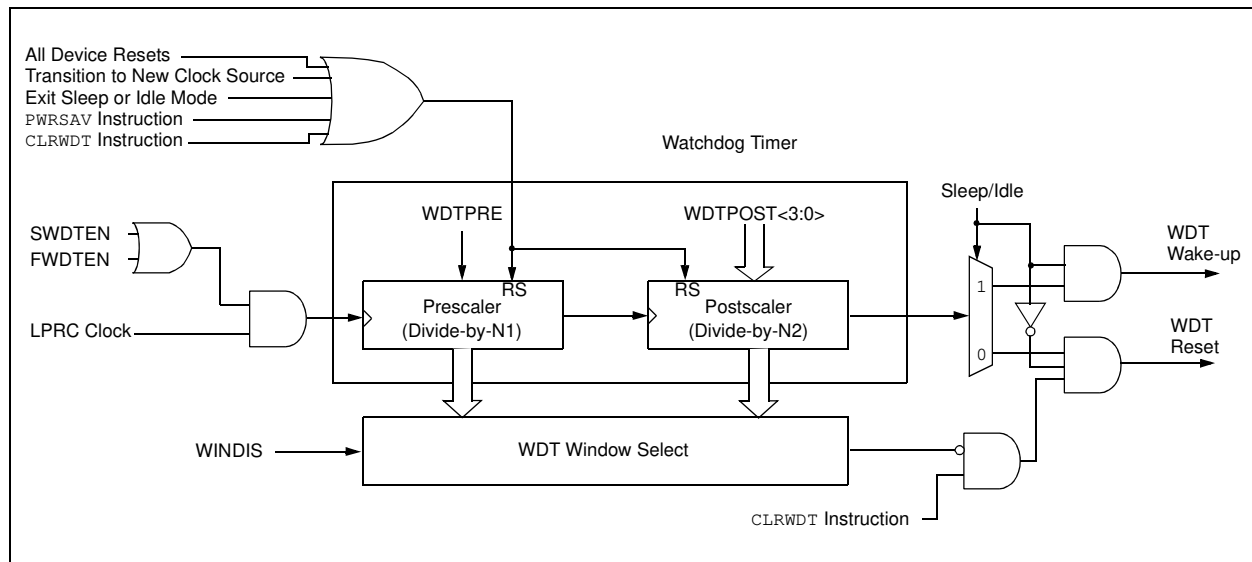 All Device Resets
Transition to New Clock Source
Exit Sleep or Idle Mode
PWRSAV Instruction
CLRWDT Instruction
Watchdog Timer
Sleep/Idle
WDTPRE
WDTPOST<3:0>
SWDTEN
FWDTEN
WDT
Wake-up
RS
RS
1
Prescaler
(Divide-by-N1)
Postscaler
(Divide-by-N2)
LPRC Clock
0
WDT
Reset
WINDIS
WDT Window Select
CLRWDT Instruction